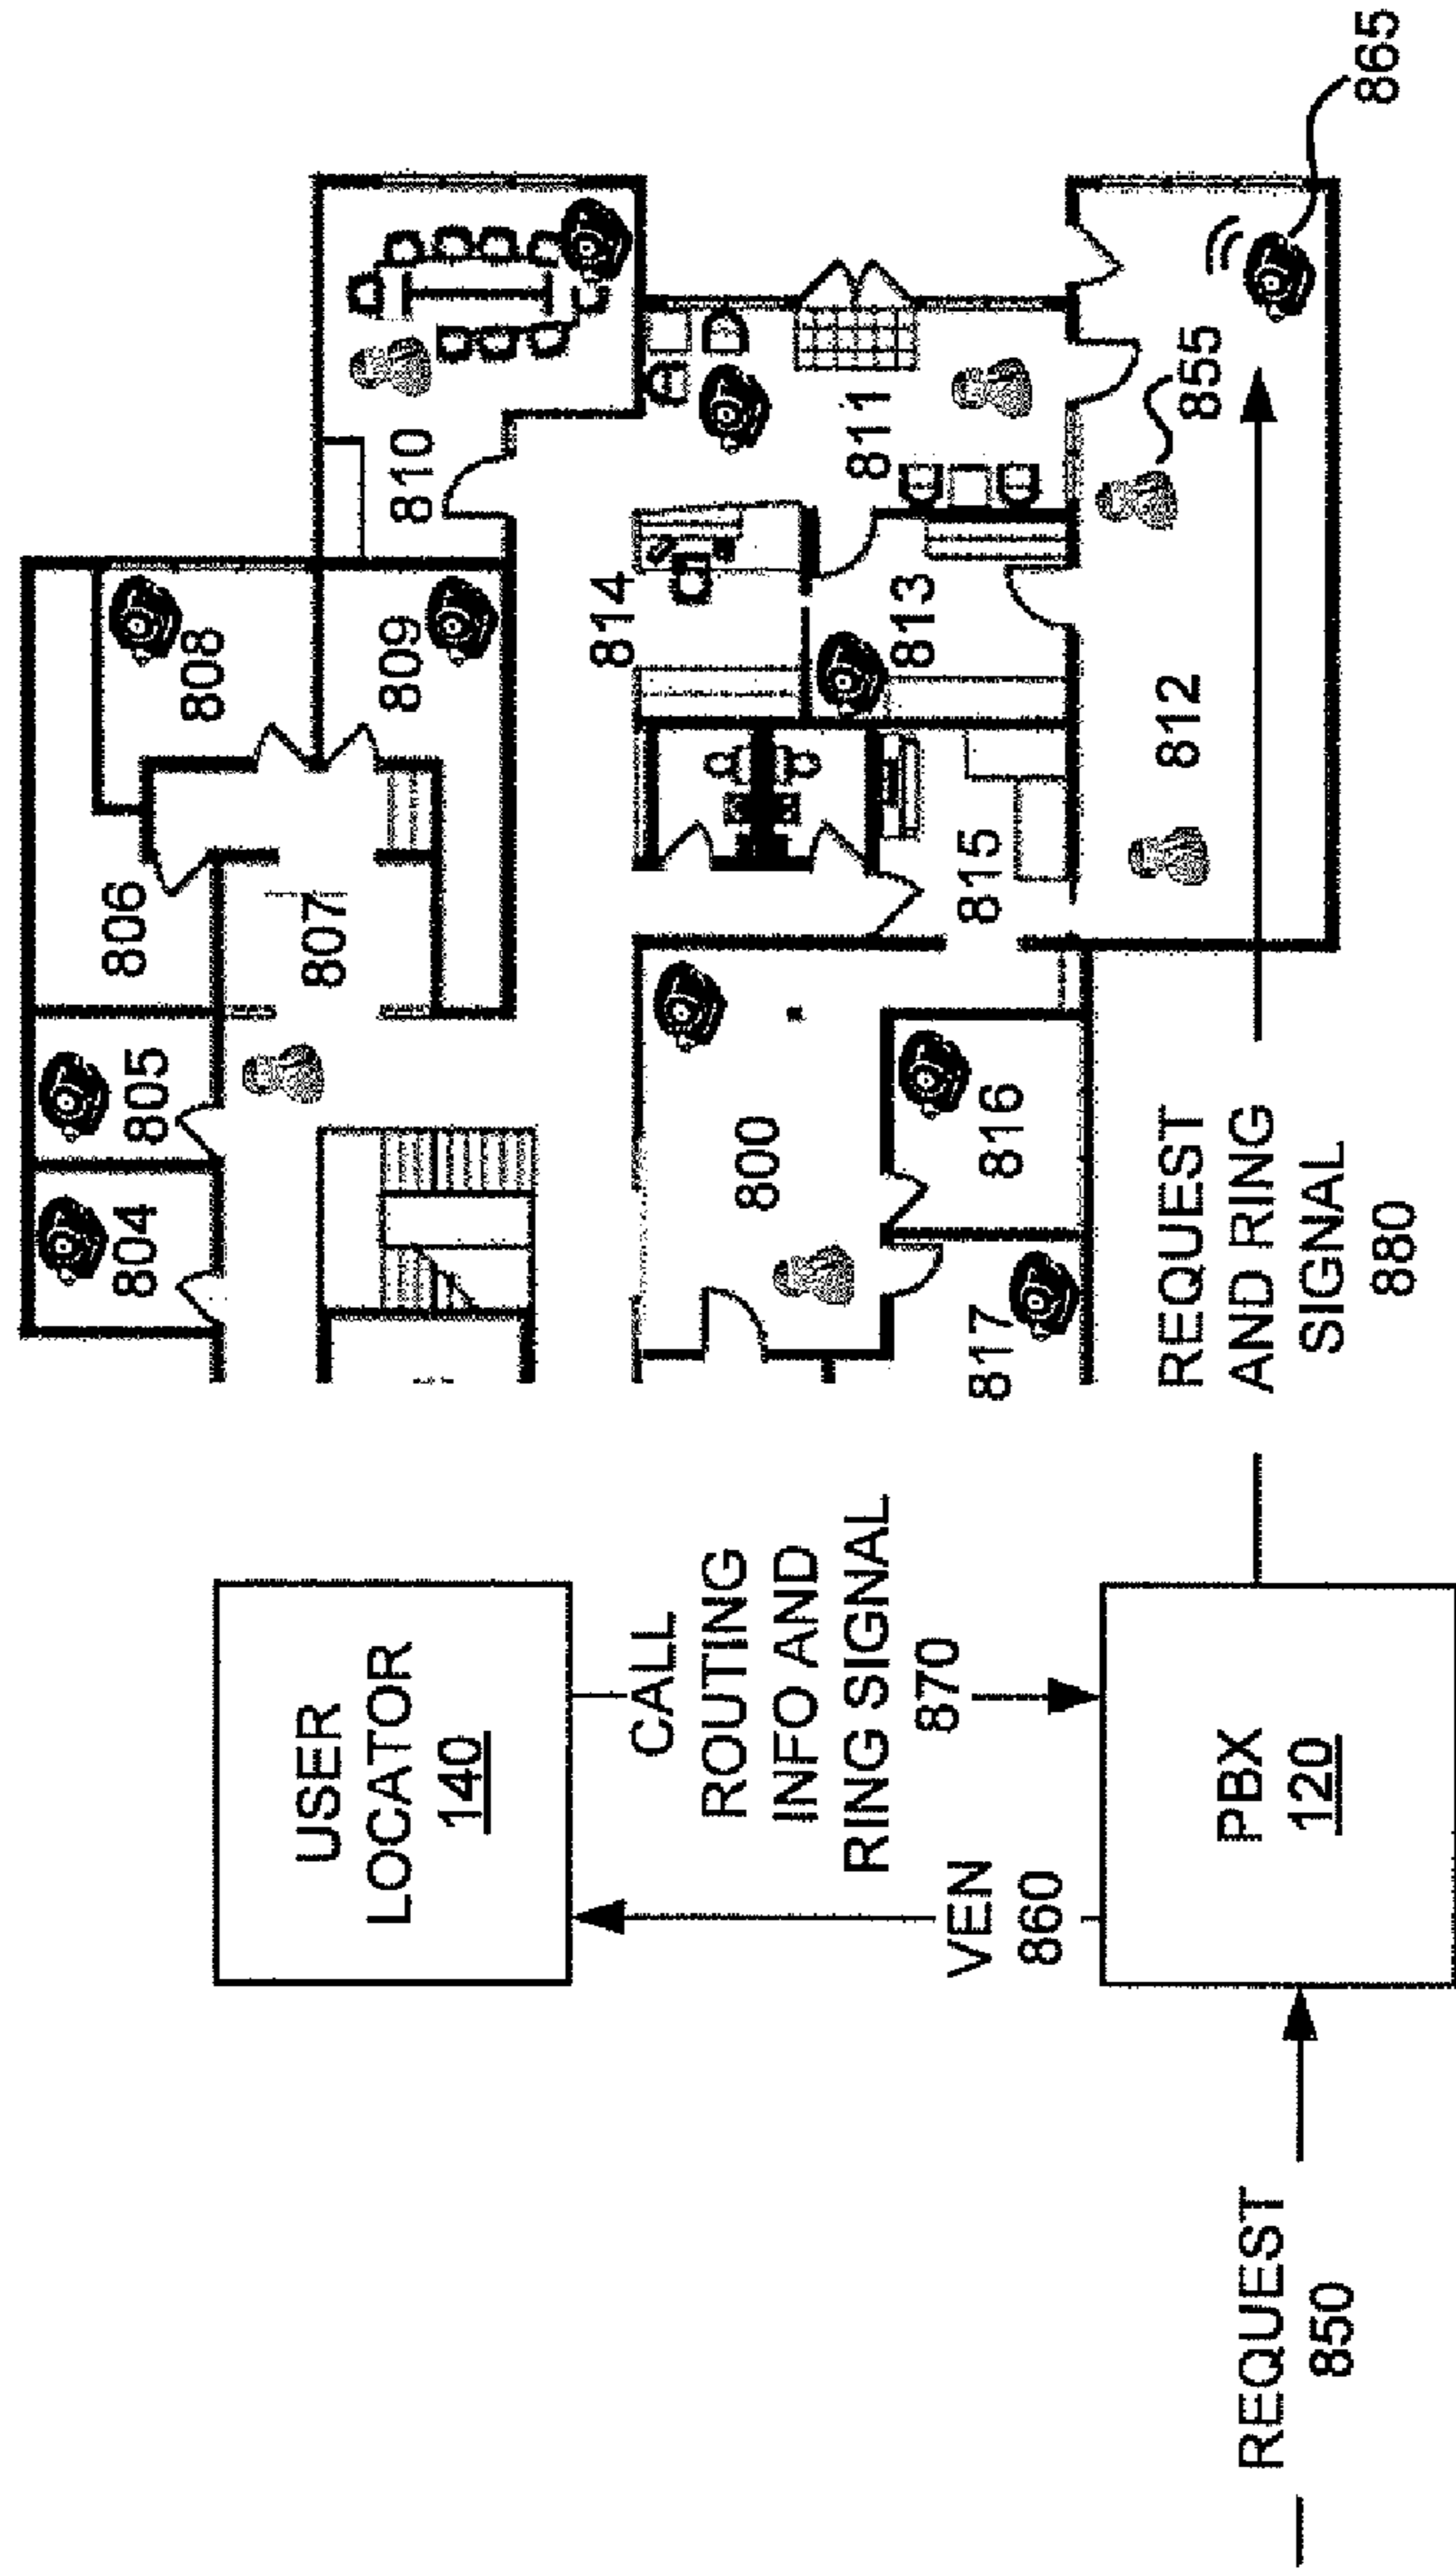 USER
LOCATOR
140
CALL
ROUTING
INFO AND
RING SIGNAL
870
VEN
860
PBX
120
REQUEST
850
REQUEST
AND RING
SIGNAL
880
804
805
806
807
808
809
810
800
814
811
816
817
815
813
812
855
865